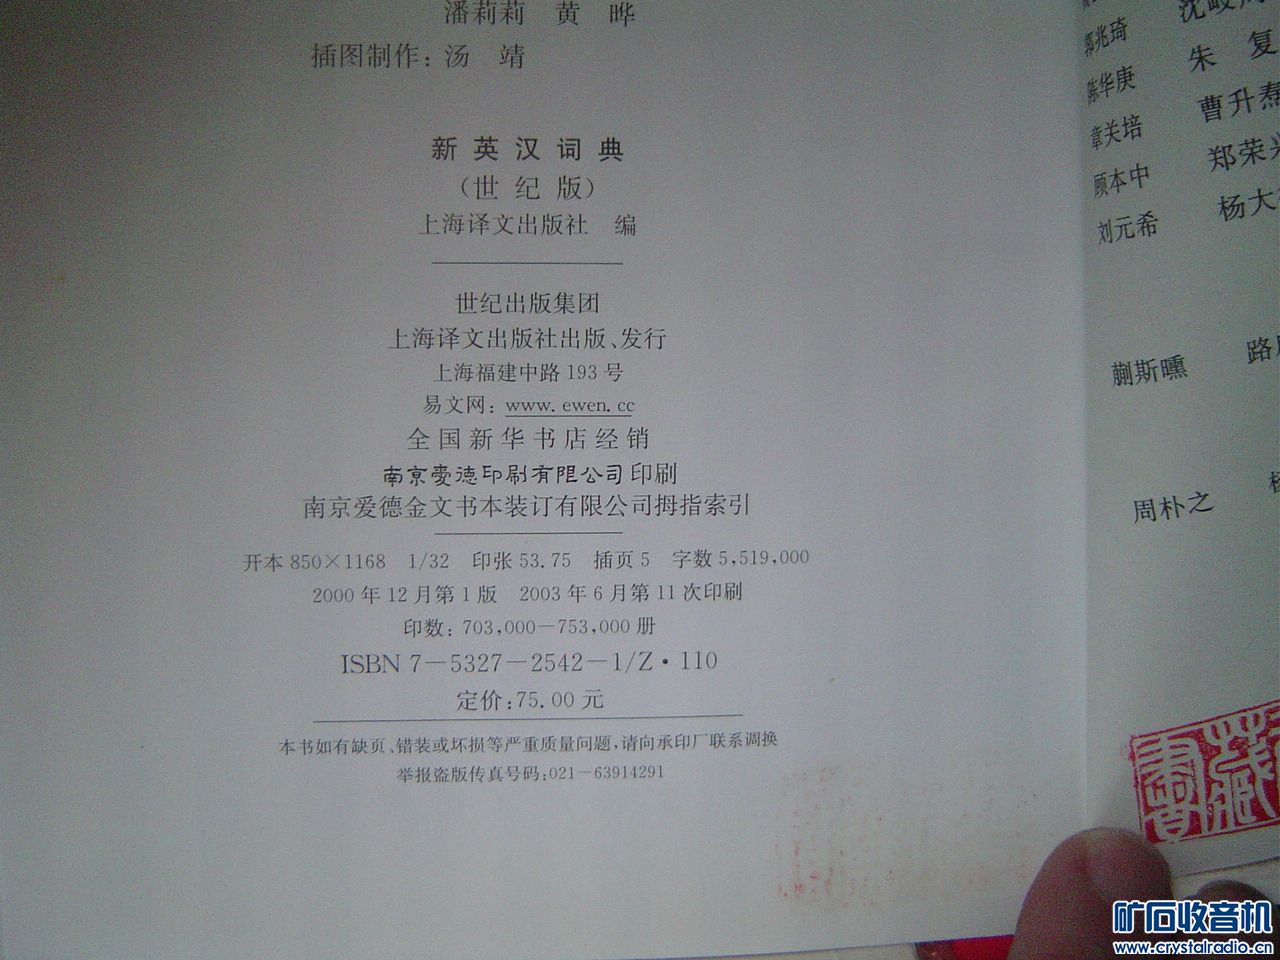 潘莉莉 黄 晔
插图制作：汤 靖
新英汉词典
（世纪版）
上海译文出版社 编
世纪出版集团
上海译文出版社出版、发行
上海福建中路193号
易文网：www.ewen.cc
全国新华书店经销
南京爱德印刷有限公司印刷
南京爱德金文书本装订有限公司拇指索引
开本850×1168 1/32 印张53.75 插页5 字数5,519,000
2000年12月第1版 2003年6月第11次印刷
印数：703,000－753,000册
ISBN 7－5327－2542－1/Z·110
定价：75.00元
本书如有缺页、错装或坏损等严重质量问题，请向承印厂联系调换
举报盗版传真号码：021－63914291
郭兆琦 沈
陈华庚 朱 复
章关培 曹升
顾本中 郑荣
刘元希 杨大
蒯斯曛 路
周朴之
藏
书
矿石收音机
www.crystalradio.cn